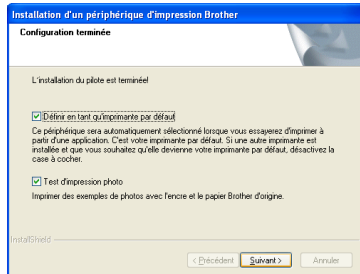 Installation d'un périphérique d'impression Brother
Configuration terminée
L'installation du pilote est terminée!
Définir en tant qu'imprimante par défaut
Ce périphérique sera automatiquement sélectionné lorsque vous essayerez d'imprimer à
partir d'une application. C'est votre imprimante par défaut. Si une autre imprimante est
installée et que vous souhaitez qu'elle devienne votre imprimante par défaut, désactivez la
case à cocher.
Test d'impression photo
Imprimer des exemples de photos avec l'encre et le papier Brother d'origine.
InstallShield
< Précédent Suivant > Annuler